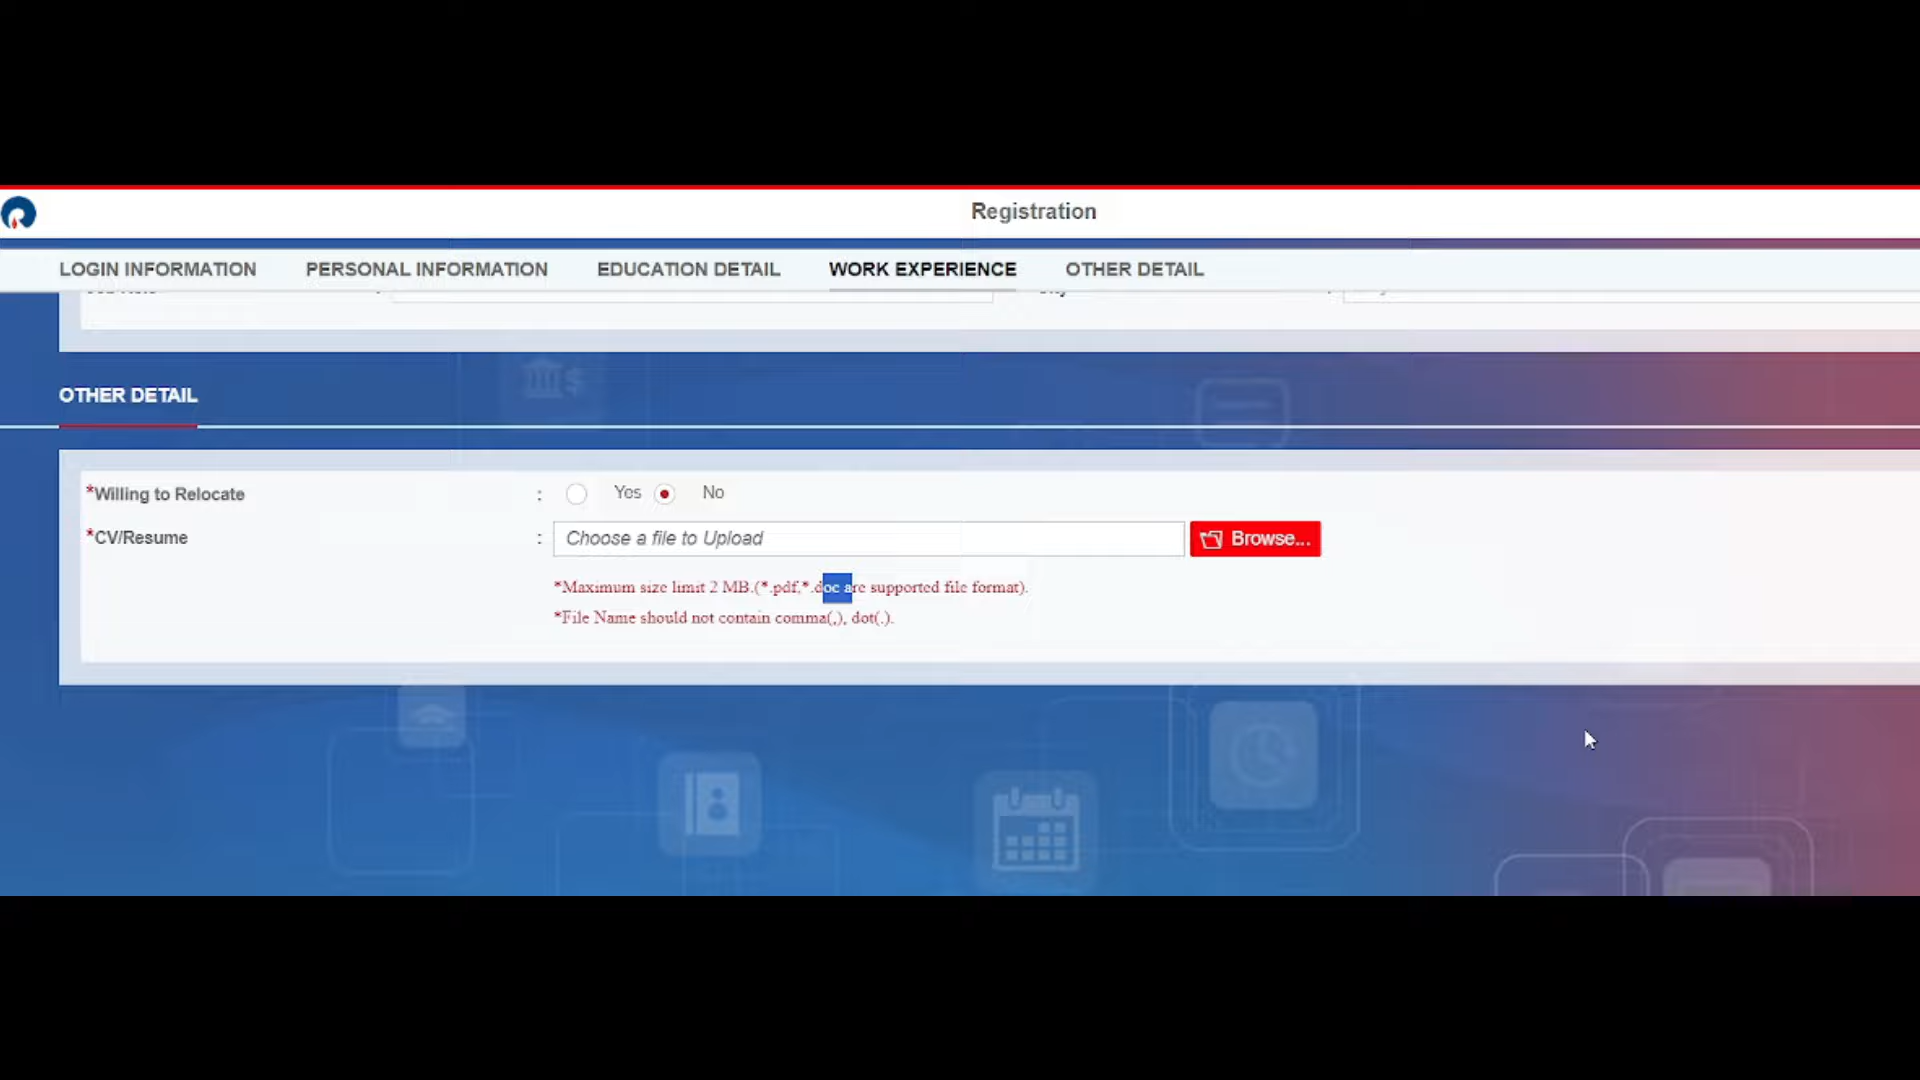 Registration
LOGIN INFORMATION PERSONAL INFORMATION EDUCATION DETAIL WORK EXPERIENCE OTHER DETAIL
OTHER DETAIL
*Willing to Relocate : Yes No
*CV/Resume : Choose a file to Upload Browse...
*Maximum size limit 2 MB.(*.pdf,*.doc are supported file format).
*File Name should not contain comma(,), dot(.).